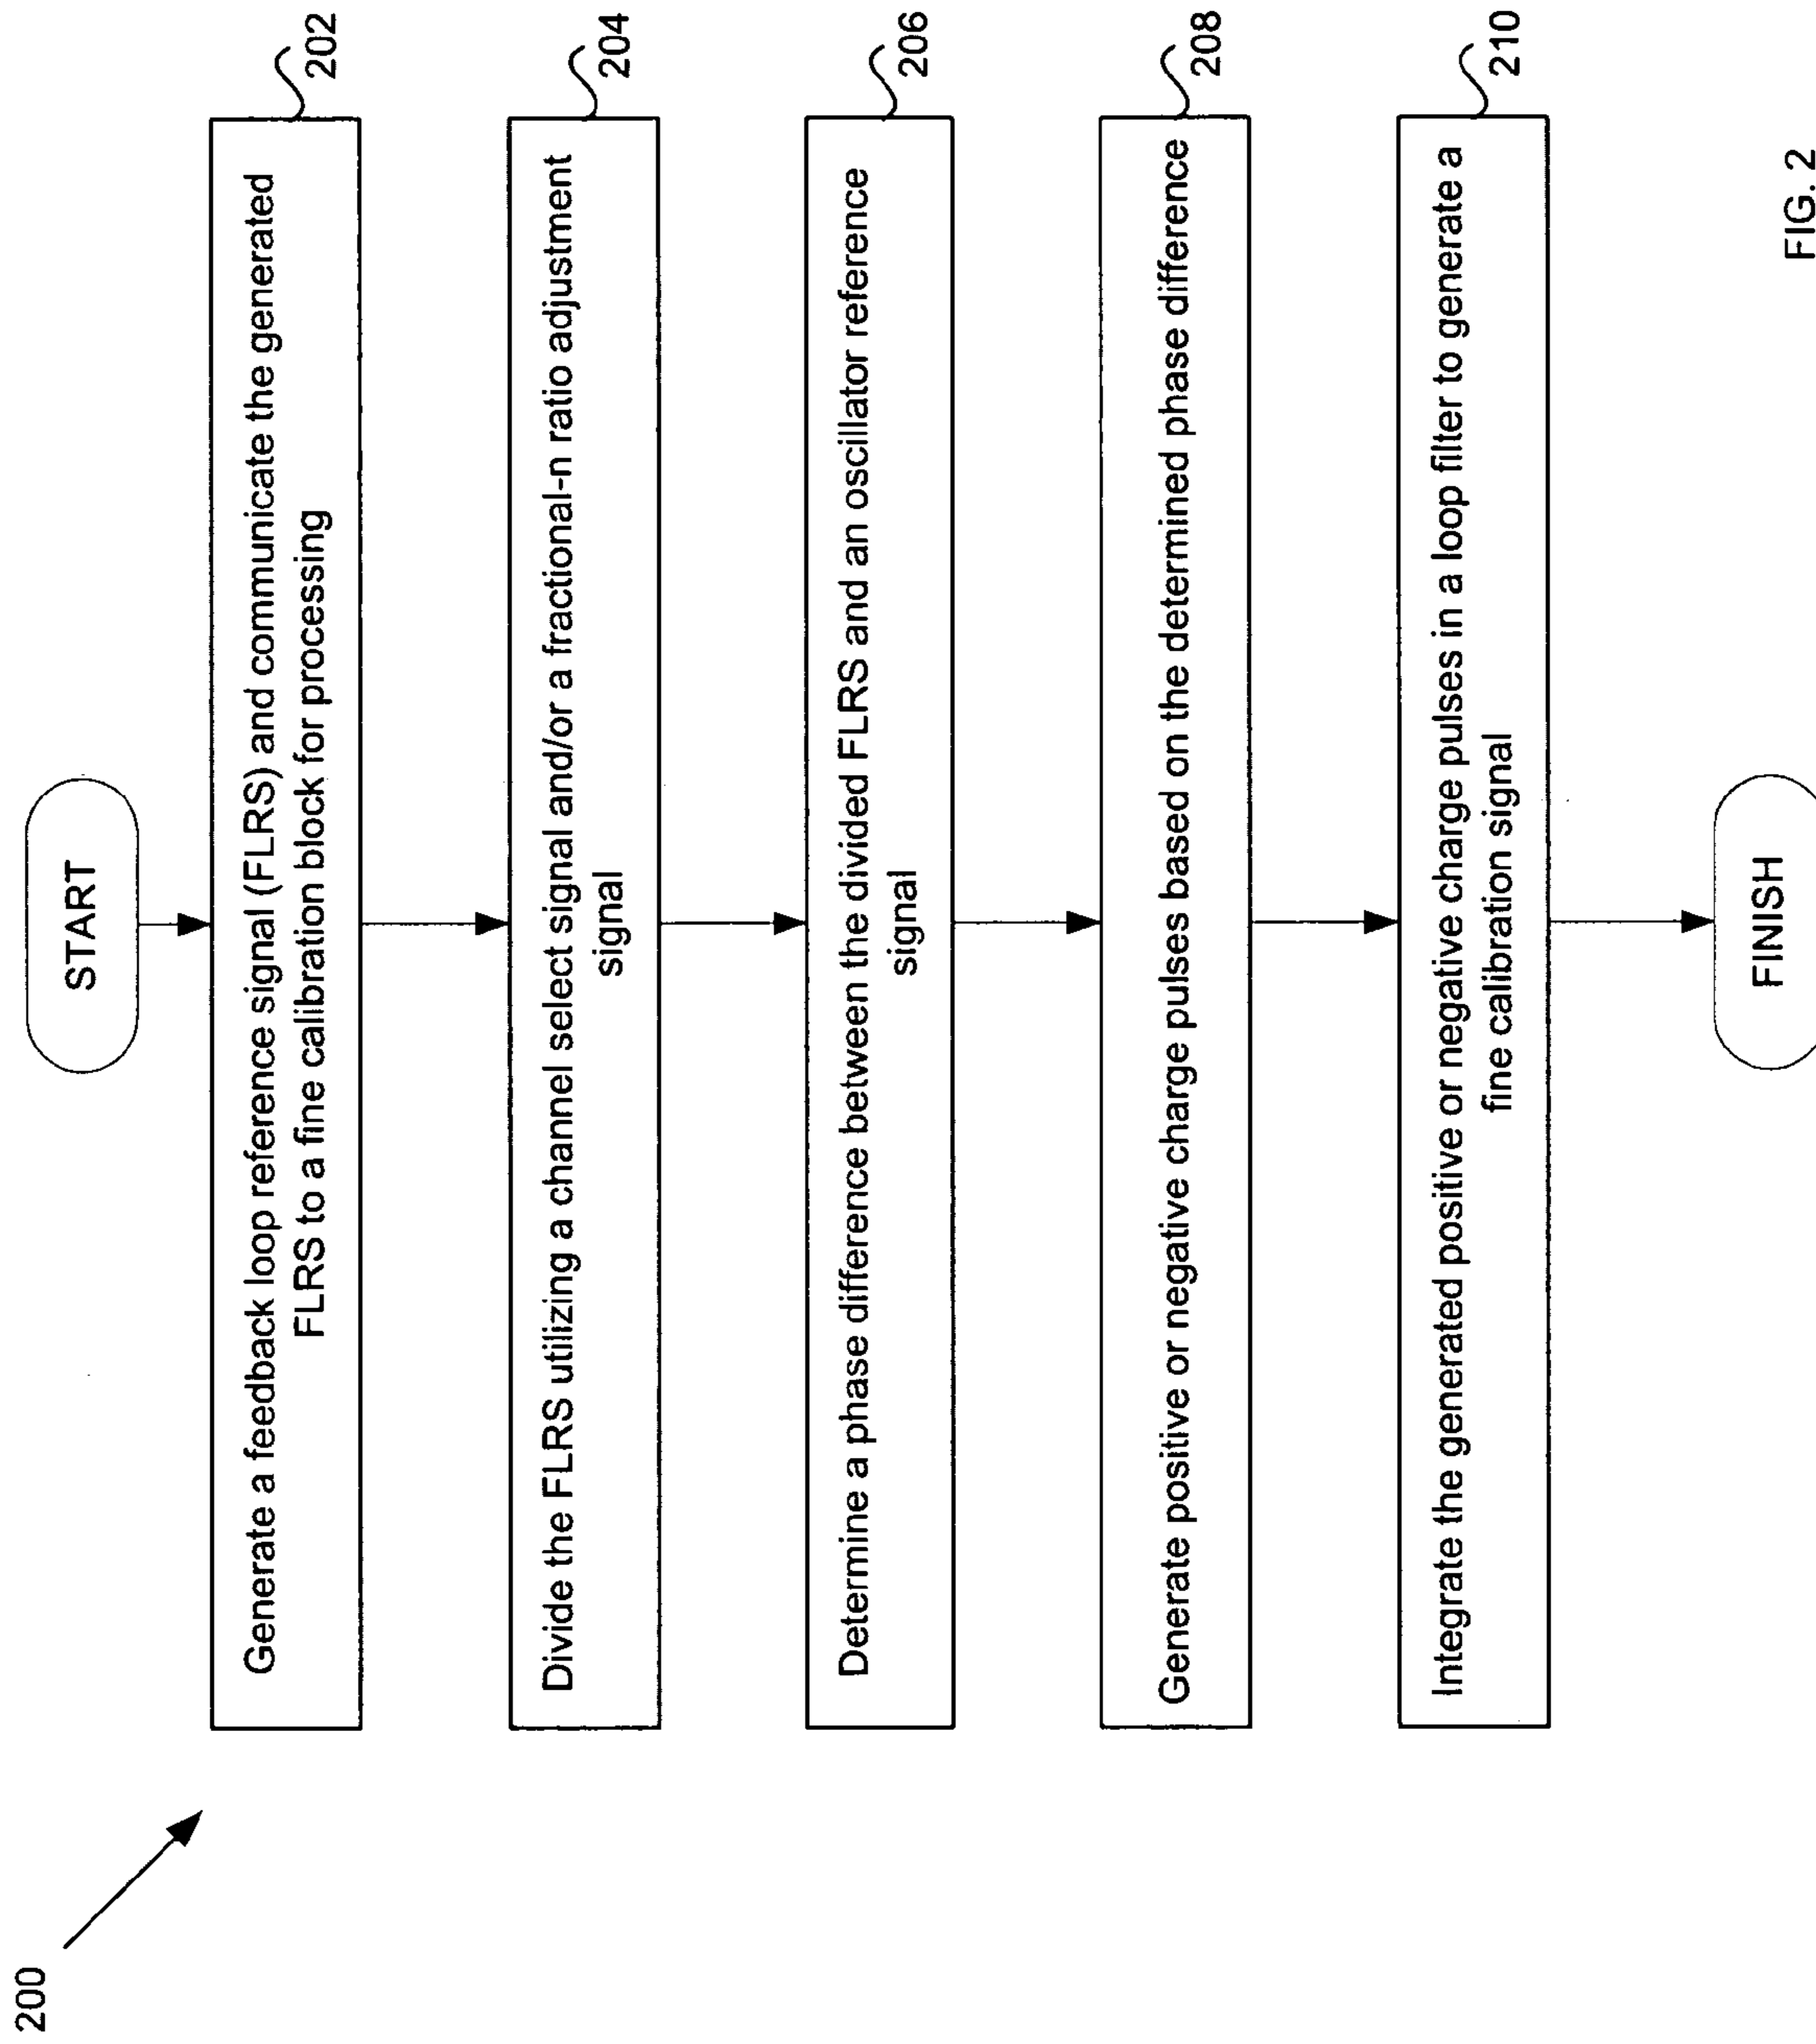 200
START
Generate a feedback loop reference signal (FLRS) and communicate the generated
FLRS to a fine calibration block for processing
202
Divide the FLRS utilizing a channel select signal and/or a fractional-n ratio adjustment
signal
204
Determine a phase difference between the divided FLRS and an oscillator reference
signal
206
Generate positive or negative charge pulses based on the determined phase difference
208
Integrate the generated positive or negative charge pulses in a loop filter to generate a
fine calibration signal
210
FINISH
FIG. 2